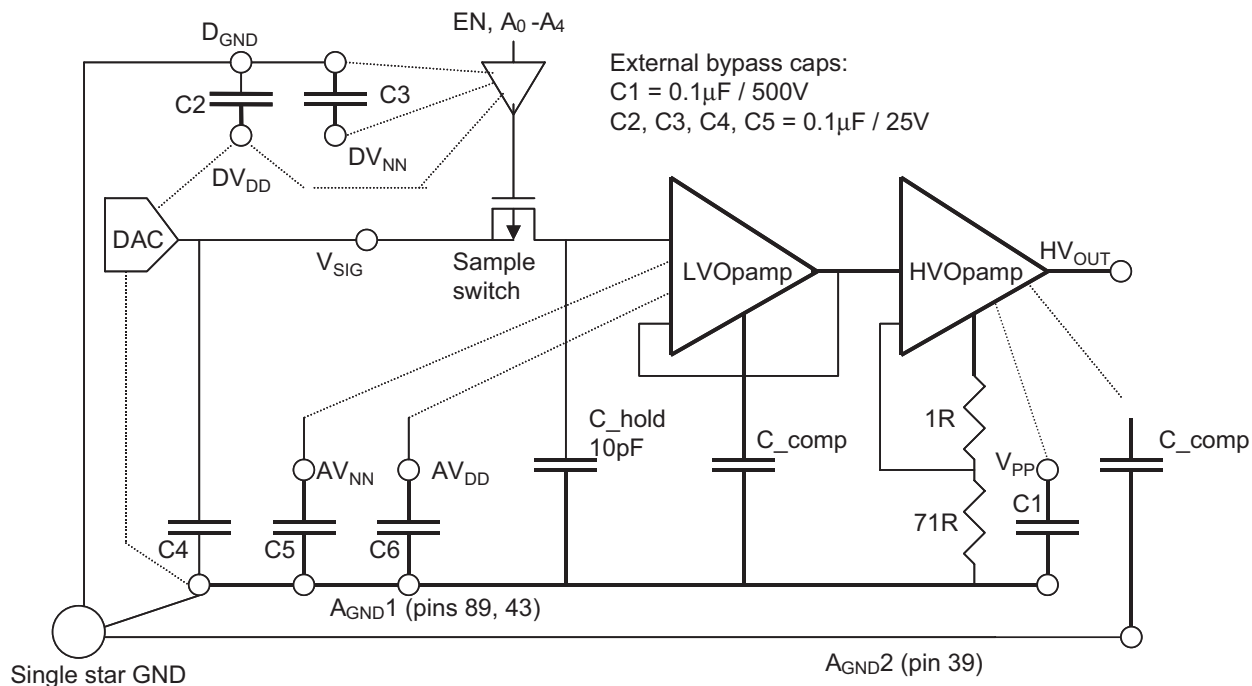 EN, A0 -A4
DGND
External bypass caps:
C1 = 0.1μF / 500V
C2, C3, C4, C5 = 0.1μF / 25V
C2
C3
DVNN
DVDD
DAC
VSIG
Sample
switch
LVOpamp
HVOpamp
HVOUT
C_hold
10pF
C_comp
1R
C_comp
AVNN
AVDD
VPP
C1
71R
C4
C5
C6
AGND1 (pins 89, 43)
AGND2 (pin 39)
Single star GND